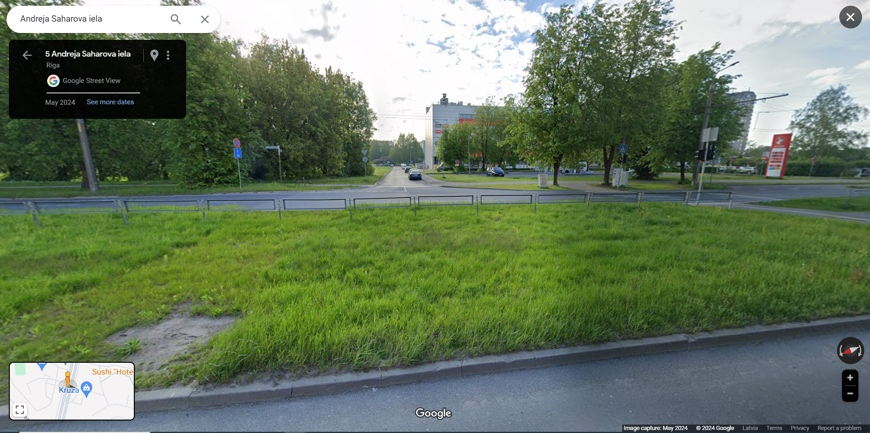 Andreja Saharova iela
5 Andreja Saharova iela
Riga
Google Street View
May 2024 See more dates
Sushi, "Hote
Kruza
Google
Image capture: May 2024 © 2024 Google Latvia Terms Privacy Report a problem